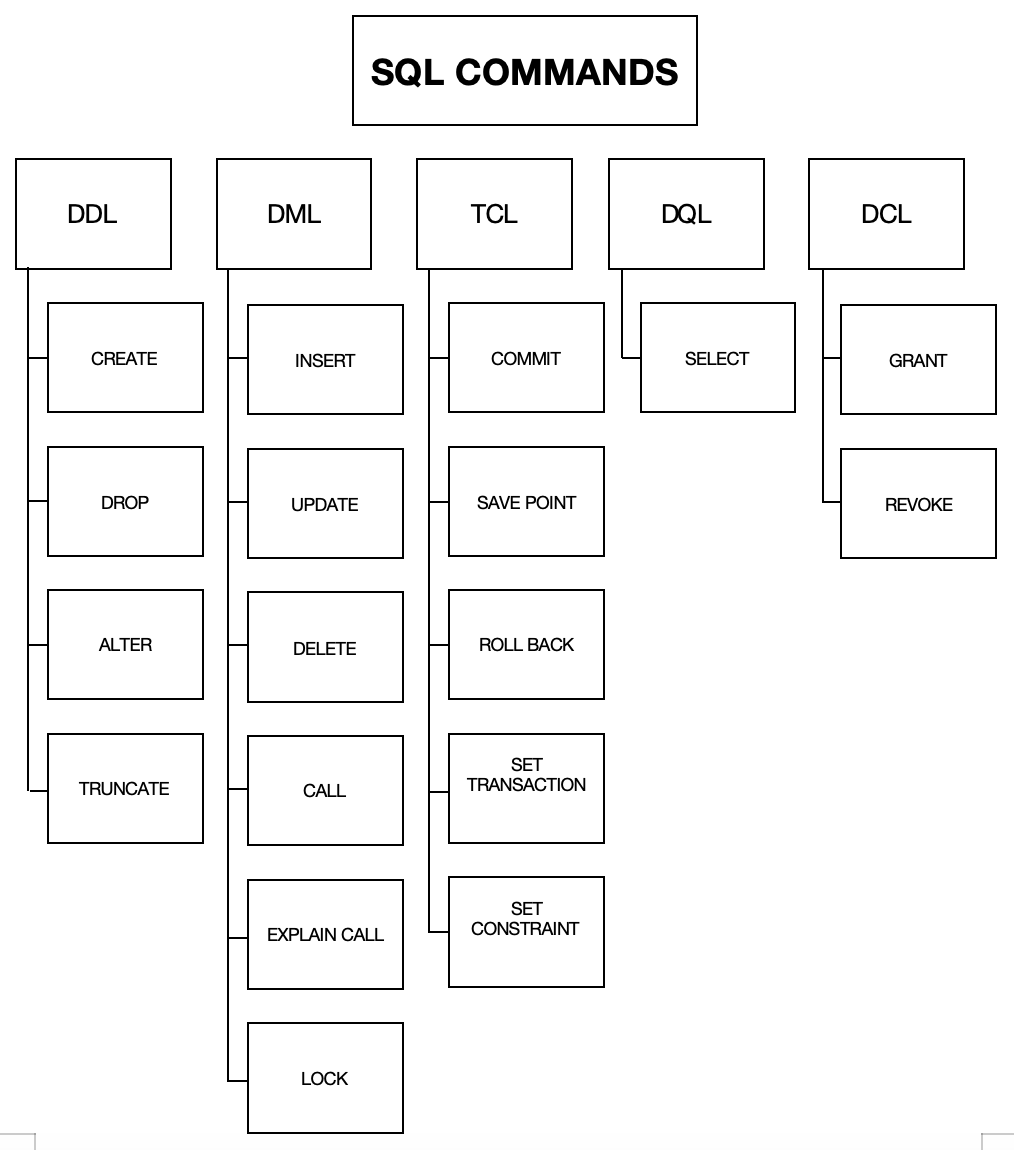 SQL COMMANDS
DDL
DML
TCL
DQL
DCL
CREATE
DROP
ALTER
TRUNCATE
INSERT
UPDATE
DELETE
CALL
EXPLAIN CALL
LOCK
COMMIT
SAVE POINT
ROLL BACK
SET
TRANSACTION
SET
CONSTRAINT
SELECT
GRANT
REVOKE